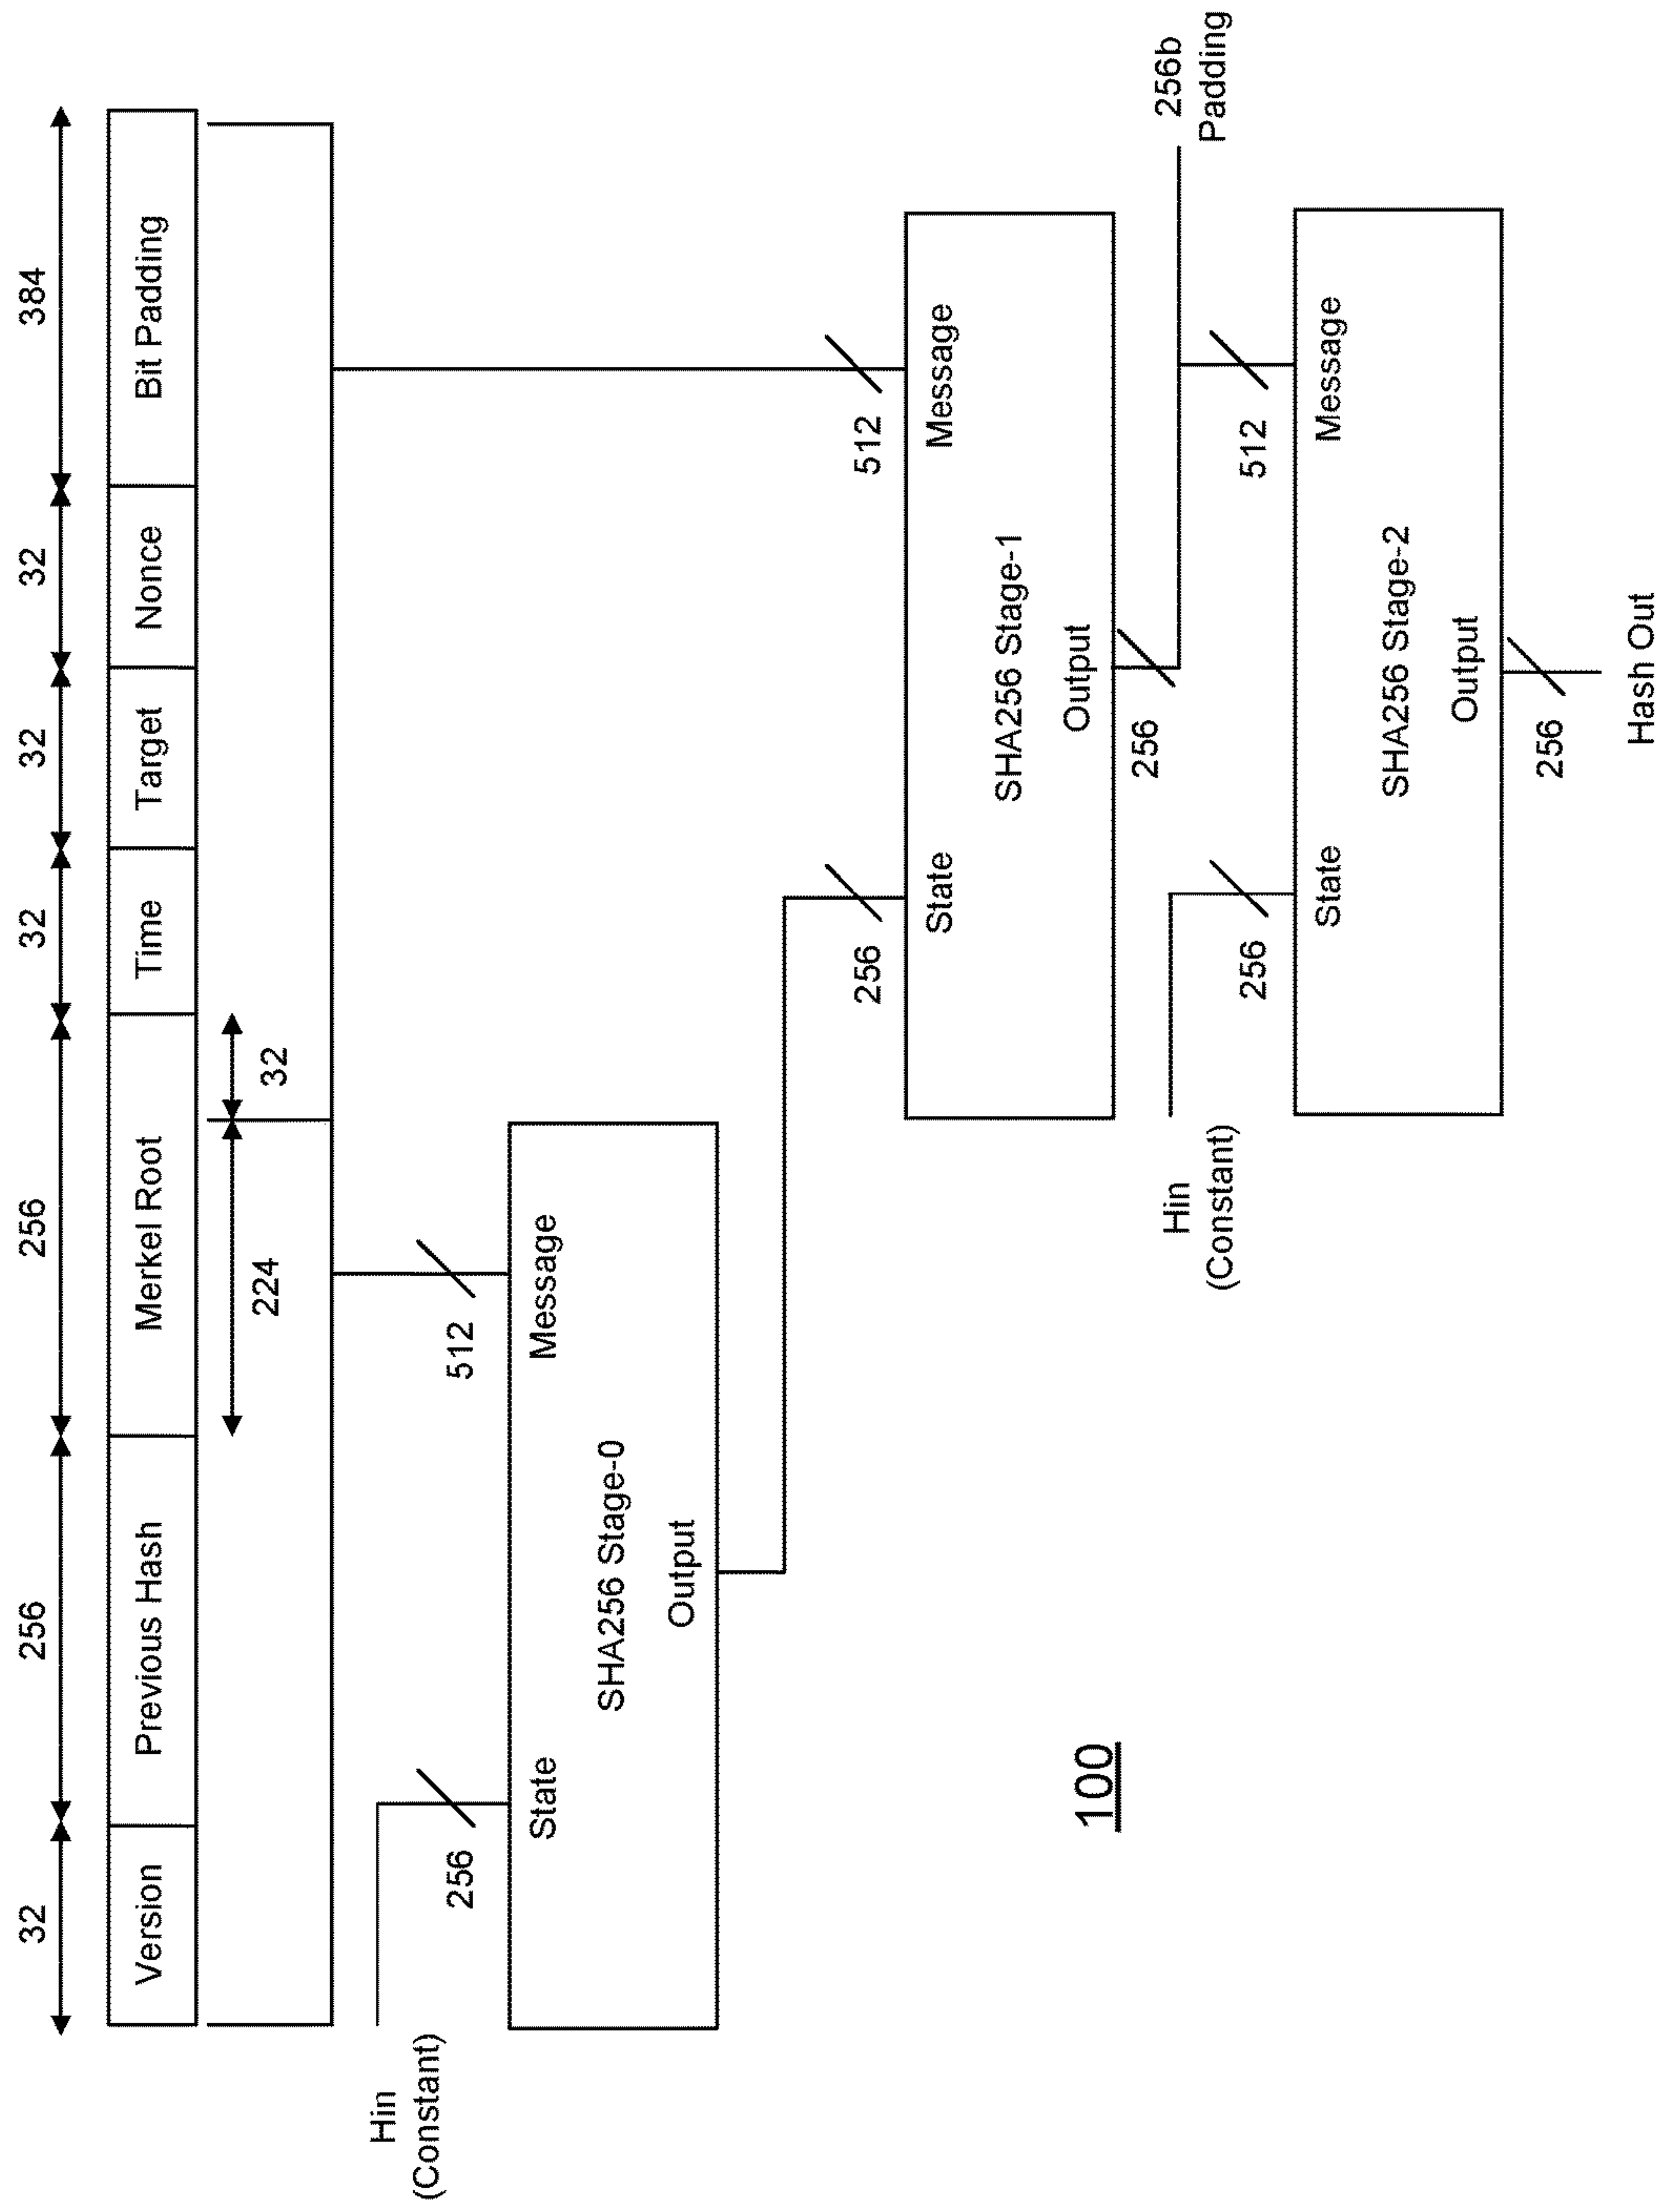 32
256
256
32
32
32
384
Version
Previous Hash
Merkel Root
Time
Target
Nonce
Bit Padding
224
32
Hin
(Constant)
256
512
State
Message
SHA256 Stage-0
Output
256
512
State
Message
SHA256 Stage-1
Output
256
256b
Padding
Hin
(Constant)
256
512
State
Message
SHA256 Stage-2
Output
256
Hash Out
100